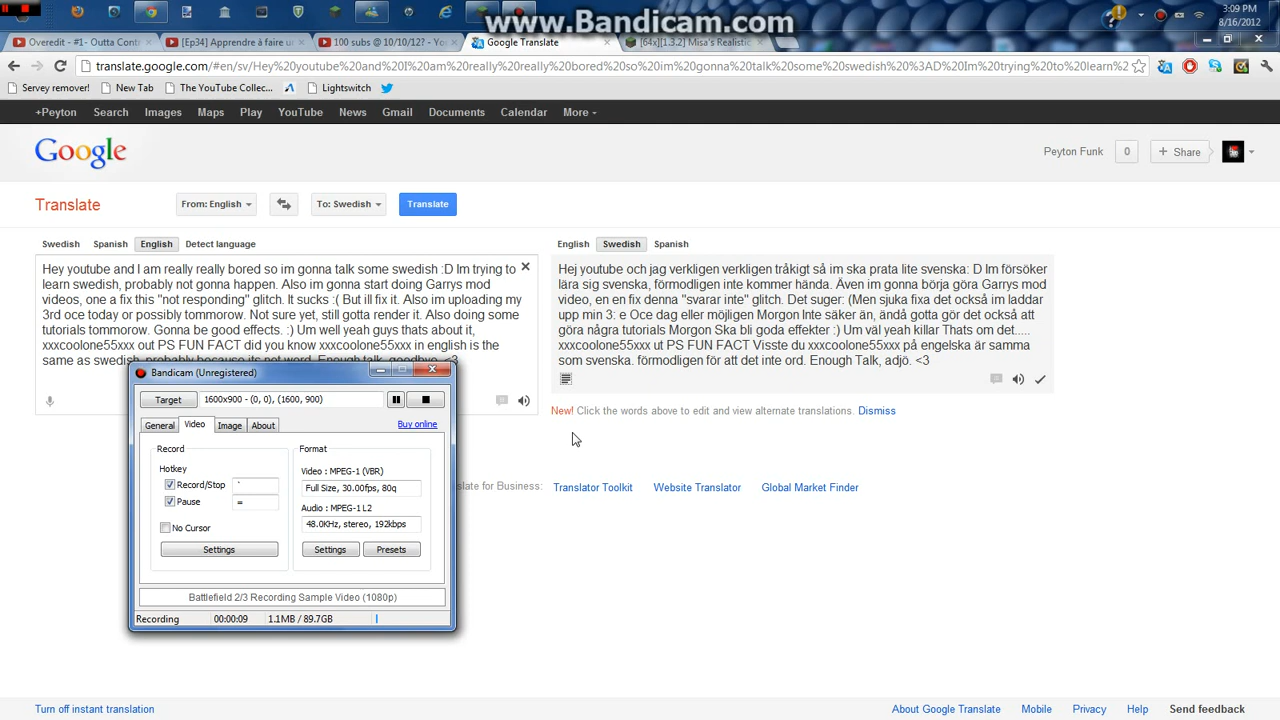 www.Bandicam.com
3:09 PM
8/16/2012
Overedit - #1- Outta Cont
[Ep34] Apprendre à faire u
100 subs @ 10/10/12? - Yo
Google Translate
[64x][1.3.2] Misa's Realistic
translate.google.com/#en/sv/Hey%20youtube%20and%20I%20am%20really%20really%20bored%20so%20im%20gonna%20talk%20some%20swedish%20%3AD%20Im%20trying%20to%20learn%2
Servey remover!
New Tab
The YouTube Collec...
Lightswitch
+Peyton Search Images Maps Play YouTube News Gmail Documents Calendar More
Google
Peyton Funk 0 + Share
Translate
From: English
To: Swedish
Translate
Swedish Spanish English Detect language
English Swedish Spanish
Hey youtube and I am really really bored so im gonna talk some swedish :D Im trying to
learn swedish, probably not gonna happen. Also im gonna start doing Garrys mod
videos, one a fix this "not responding" glitch. It sucks :( But ill fix it. Also im uploading my
3rd oce today or possibly tommorow. Not sure yet, still gotta render it. Also doing some
tutorials tommorow. Gonna be good effects. :) Um well yeah guys thats about it,
xxxcoolone55xxx out PS FUN FACT did you know xxxcoolone55xxx in english is the
same as swedish, probably because its not word. Enough talk, goodbye. <3
Hej youtube och jag verkligen verkligen tråkigt så im ska prata lite svenska: D Im försöker
lära sig svenska, förmodligen inte kommer hända. Även im gonna börja göra Garrys mod
video, en en fix denna "svarar inte" glitch. Det suger: (Men sjuka fixa det också im laddar
upp min 3: e Oce dag eller möjligen Morgon Inte säker än, ändå gotta gör det också att
göra några tutorials Morgon Ska bli goda effekter :) Um väl yeah killar Thats om det.....
xxxcoolone55xxx ut PS FUN FACT Visste du xxxcoolone55xxx på engelska är samma
som svenska. förmodligen för att det inte ord. Enough Talk, adjö. <3
New! Click the words above to edit and view alternate translations. Dismiss
slate for Business: Translator Toolkit Website Translator Global Market Finder
Bandicam (Unregistered)
Target
1600x900 - (0, 0), (1600, 900)
General Video Image About
Buy online
Record
Hotkey
Record/Stop `
Pause =
No Cursor
Settings
Format
Video : MPEG-1 (VBR)
Full Size, 30.00fps, 80q
Audio : MPEG-1 L2
48.0KHz, stereo, 192kbps
Settings Presets
Battlefield 2/3 Recording Sample Video (1080p)
Recording 00:00:09 1.1MB / 89.7GB
Turn off instant translation
About Google Translate Mobile Privacy Help Send feedback